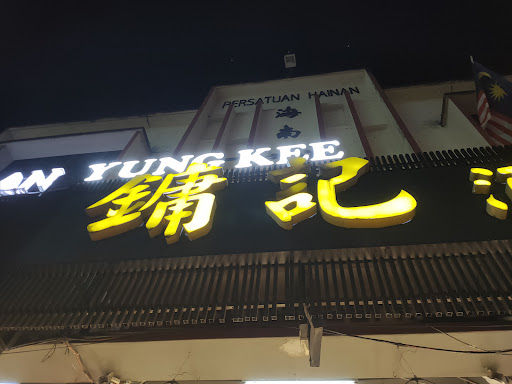 PERSATUAN HAINAN
海南
YUNG KEE
鏞記